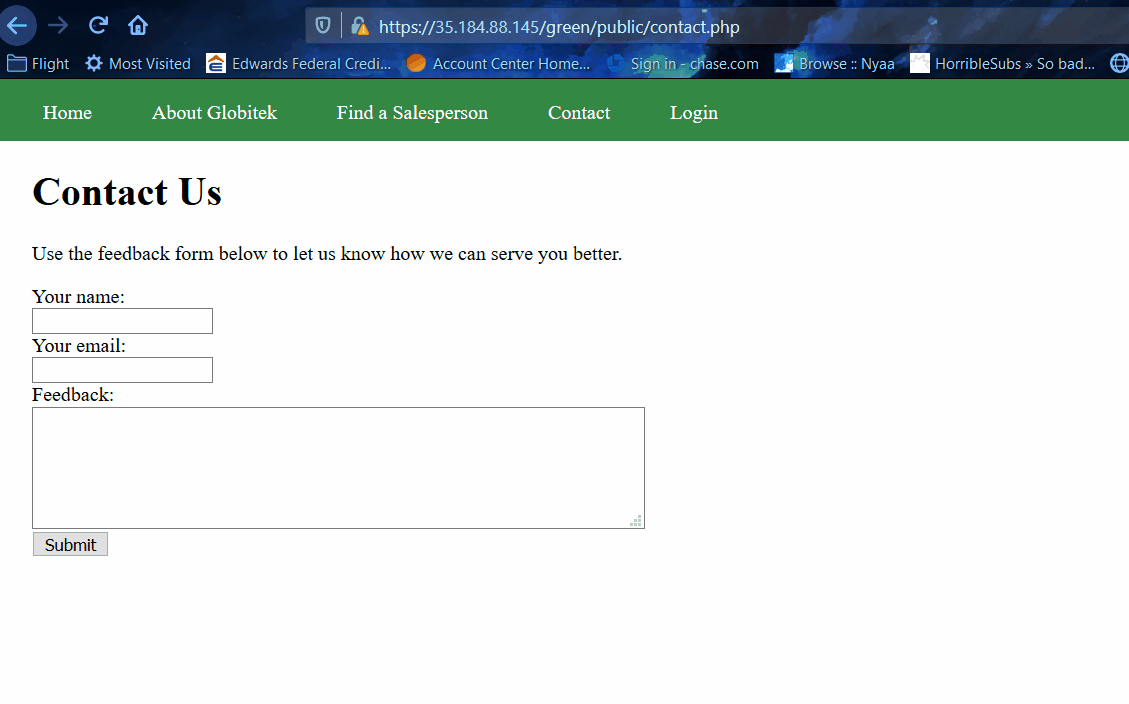 https://35.184.88.145/green/public/contact.php
Flight Most Visited Edwards Federal Credi... Account Center Home... Sign in - chase.com Browse :: Nyaa HorribleSubs » So bad...
Home About Globitek Find a Salesperson Contact Login
Contact Us
Use the feedback form below to let us know how we can serve you better.
Your name:
Your email:
Feedback:
Submit